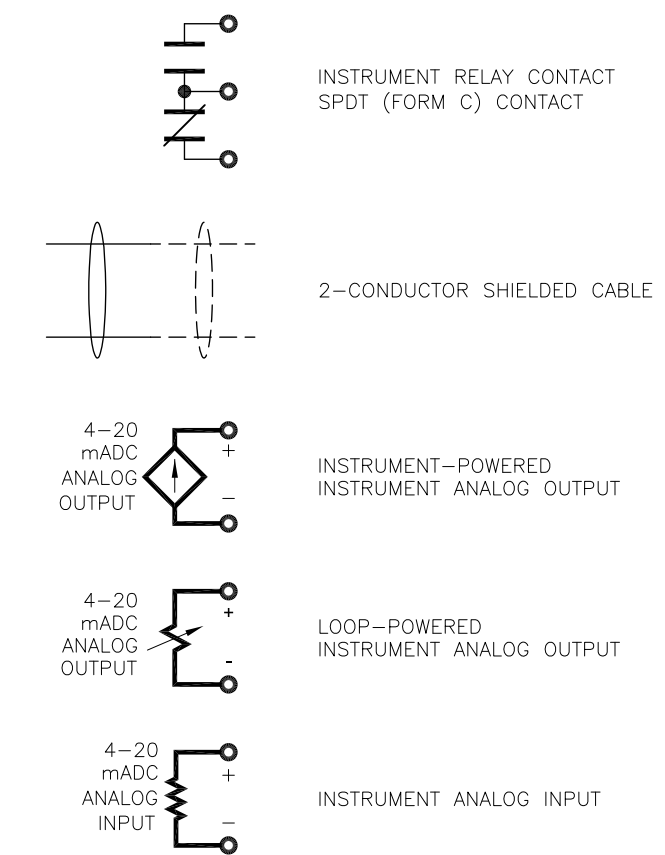 INSTRUMENT RELAY CONTACT
SPDT (FORM C) CONTACT
2-CONDUCTOR SHIELDED CABLE
4-20
mADC
ANALOG
OUTPUT
+
-
INSTRUMENT-POWERED
INSTRUMENT ANALOG OUTPUT
4-20
mADC
ANALOG
OUTPUT
+
-
LOOP-POWERED
INSTRUMENT ANALOG OUTPUT
4-20
mADC
ANALOG
INPUT
+
-
INSTRUMENT ANALOG INPUT